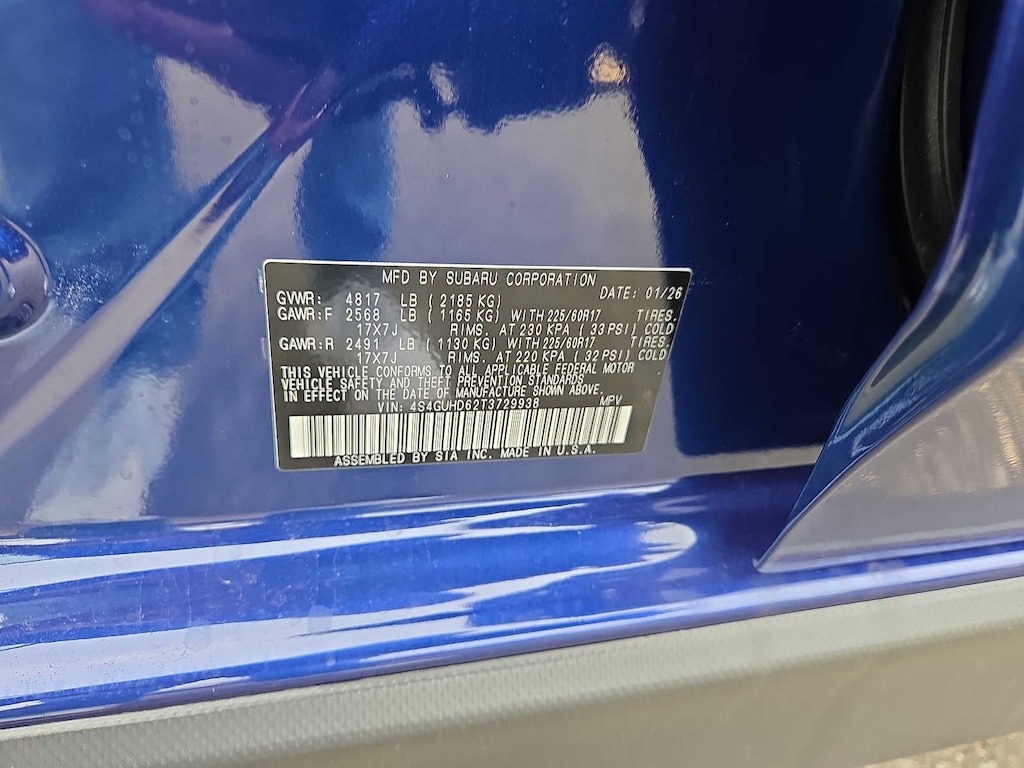 MFD BY SUBARU CORPORATION
GVWR: 4817 LB ( 2185 KG) DATE: 01/26
GAWR:F 2568 LB ( 1165 KG) WITH 225/60R17 TIRES.
17X7J RIMS. AT 230 KPA ( 33 PSI) COLD
GAWR:R 2491 LB ( 1130 KG) WITH 225/60R17 TIRES.
17X7J RIMS. AT 220 KPA ( 32 PSI) COLD
THIS VEHICLE CONFORMS TO ALL APPLICABLE FEDERAL MOTOR
VEHICLE SAFETY AND THEFT PREVENTION STANDARDS
IN EFFECT ON THE DATE OF MANUFACTURE SHOWN ABOVE.
VIN: 4S4GUHD62T3729938 MPV
ASSEMBLED BY SIA INC. MADE IN U.S.A.